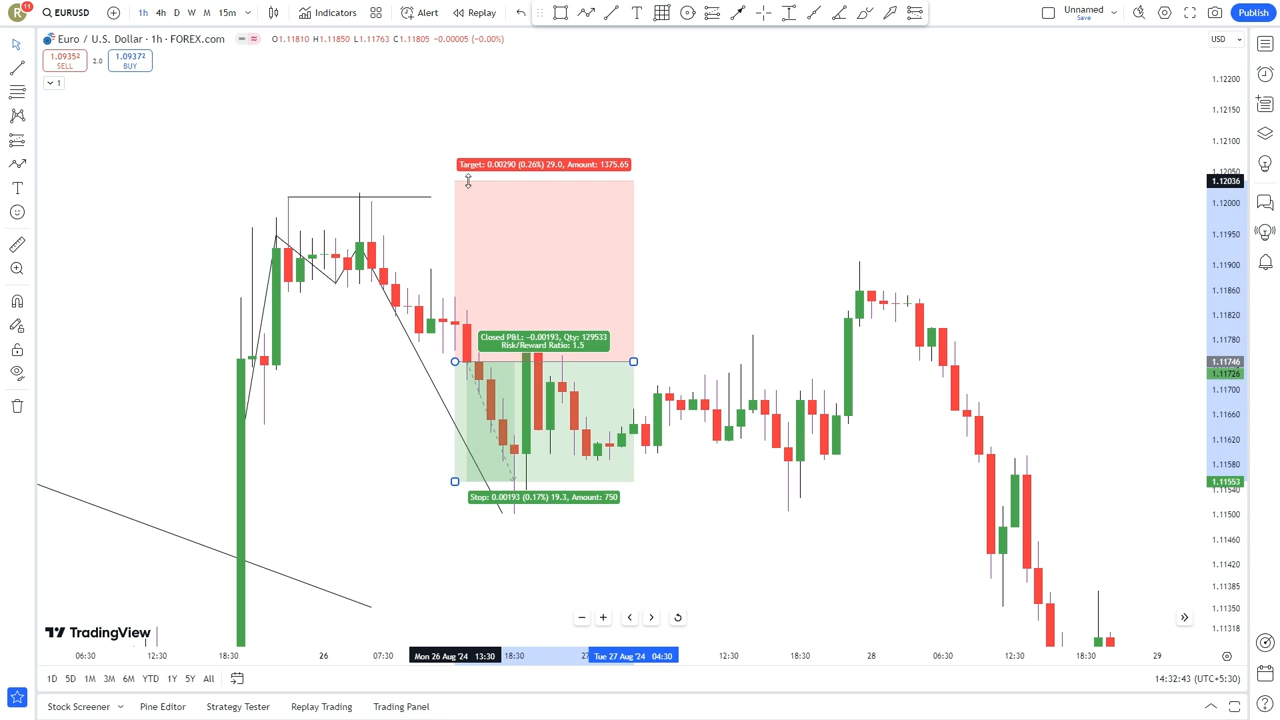 R 11 EURUSD 1h 4h D W M 15m Indicators Alert Replay Unnamed Save Publish
Euro / U.S. Dollar · 1h · FOREX.com O1.11810 H1.11850 L1.11763 C1.11805 -0.00005 (-0.00%) USD
1.09352 SELL 2.0 1.09372 BUY
1
1.12200
1.12150
1.12100
1.12050
1.12036
1.12000
1.11950
1.11900
1.11860
1.11820
1.11780
1.11746
1.11726
1.11700
1.11660
1.11620
1.11580
1.11553
1.11540
1.11500
1.11460
1.11420
1.11385
1.11350
1.11318
Target: 0.00290 (0.26%) 29.0, Amount: 1375.65
Closed P&L: -0.00193, Qty: 129533
Risk/Reward Ratio: 1.5
Stop: 0.00193 (0.17%) 19.3, Amount: 750
TradingView
06:30 12:30 18:30 26 07:30 Mon 26 Aug '24 13:30 18:30 27 Tue 27 Aug '24 04:30 12:30 18:30 28 06:30 12:30 18:30 29
1D 5D 1M 3M 6M YTD 1Y 5Y All 14:32:43 (UTC+5:30)
Stock Screener Pine Editor Strategy Tester Replay Trading Trading Panel